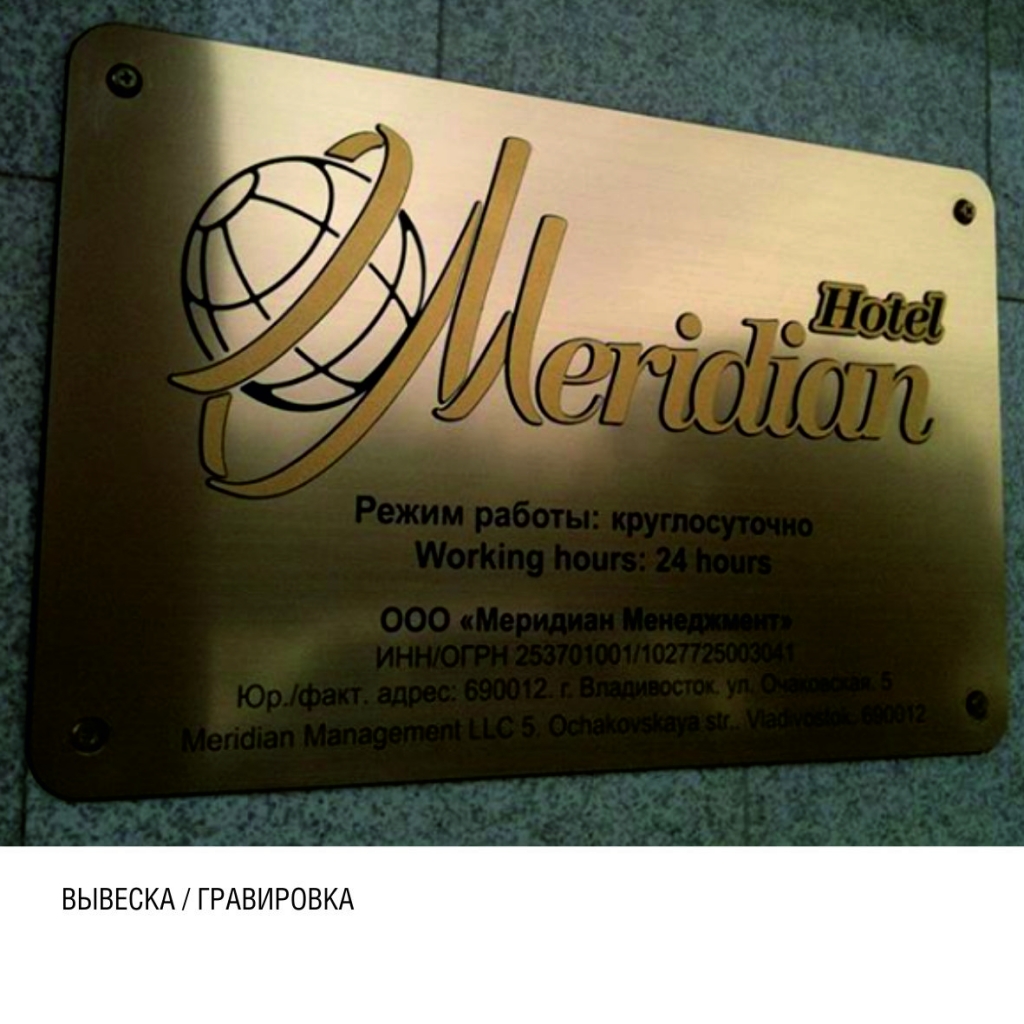 Hotel
Meridian
Режим работы: круглосуточно
Working hours: 24 hours
ООО «Меридиан Менеджмент»
ИНН/ОГРН 253701001/1027725003041
Юр./факт. адрес: 690012. г. Владивосток. ул. Очаковская. 5
Meridian Management LLC 5. Ochakovskaya str.. Vladivostok. 690012
ВЫВЕСКА / ГРАВИРОВКА